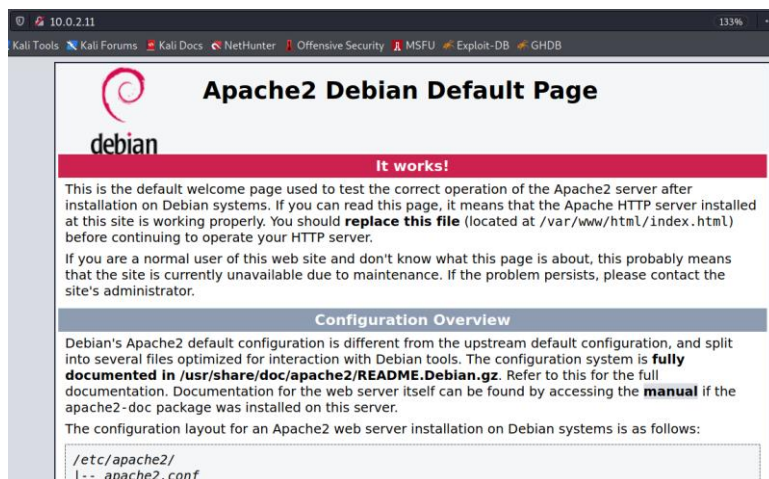 10.0.2.11
133%
Kali Tools Kali Forums Kali Docs NetHunter Offensive Security MSFU Exploit-DB GHDB
Apache2 Debian Default Page
debian
It works!
This is the default welcome page used to test the correct operation of the Apache2 server after
installation on Debian systems. If you can read this page, it means that the Apache HTTP server installed
at this site is working properly. You should replace this file (located at /var/www/html/index.html)
before continuing to operate your HTTP server.
If you are a normal user of this web site and don't know what this page is about, this probably means
that the site is currently unavailable due to maintenance. If the problem persists, please contact the
site's administrator.
Configuration Overview
Debian's Apache2 default configuration is different from the upstream default configuration, and split
into several files optimized for interaction with Debian tools. The configuration system is fully
documented in /usr/share/doc/apache2/README.Debian.gz. Refer to this for the full
documentation. Documentation for the web server itself can be found by accessing the manual if the
apache2-doc package was installed on this server.
The configuration layout for an Apache2 web server installation on Debian systems is as follows:
/etc/apache2/
|-- apache2.conf